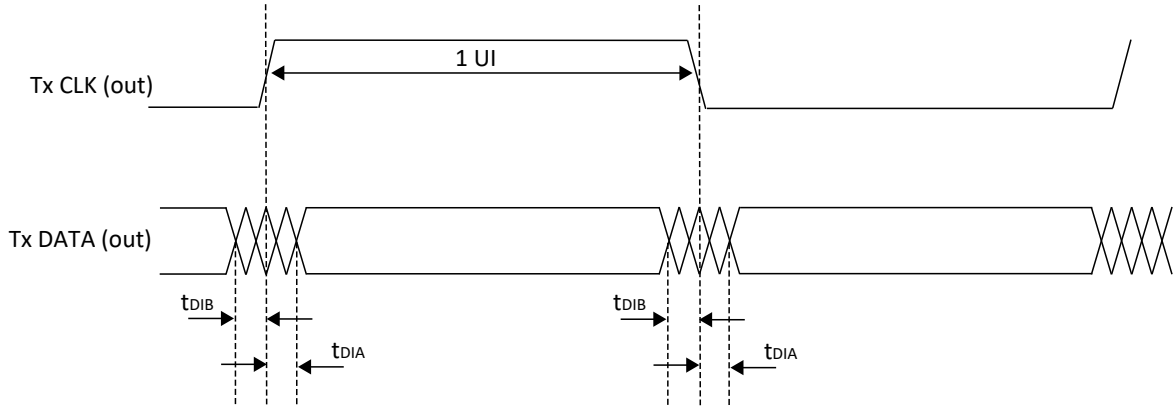 1 UI
Tx CLK (out)
Tx DATA (out)
tDIB
tDIB
tDIA
tDIA